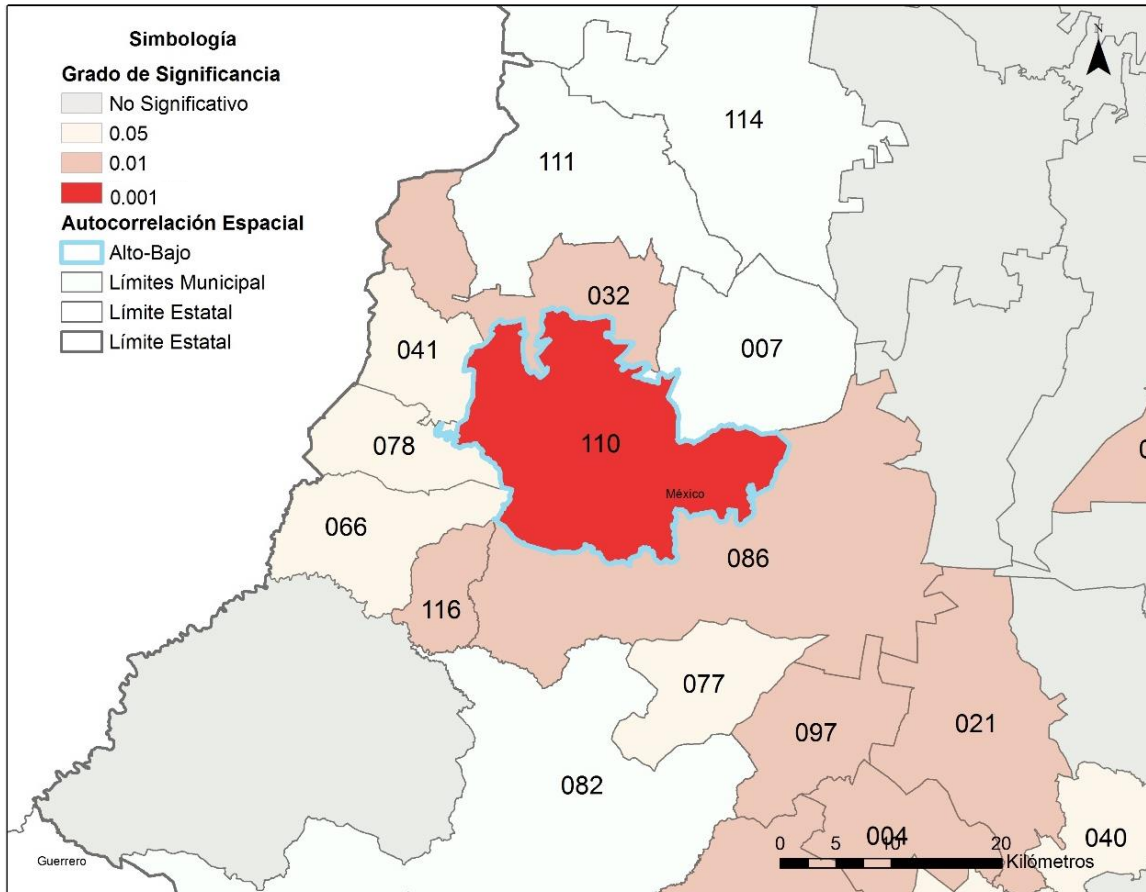 Simbología
Grado de Significancia
No Significativo
0.05
0.01
0.001
Autocorrelación Espacial
Alto-Bajo
Límites Municipal
Límite Estatal
Límite Estatal
N
114
111
032
007
041
0
078
110
México
066
086
116
077
021
097
082
004
040
0 5 10 20
Kilómetros
Guerrero